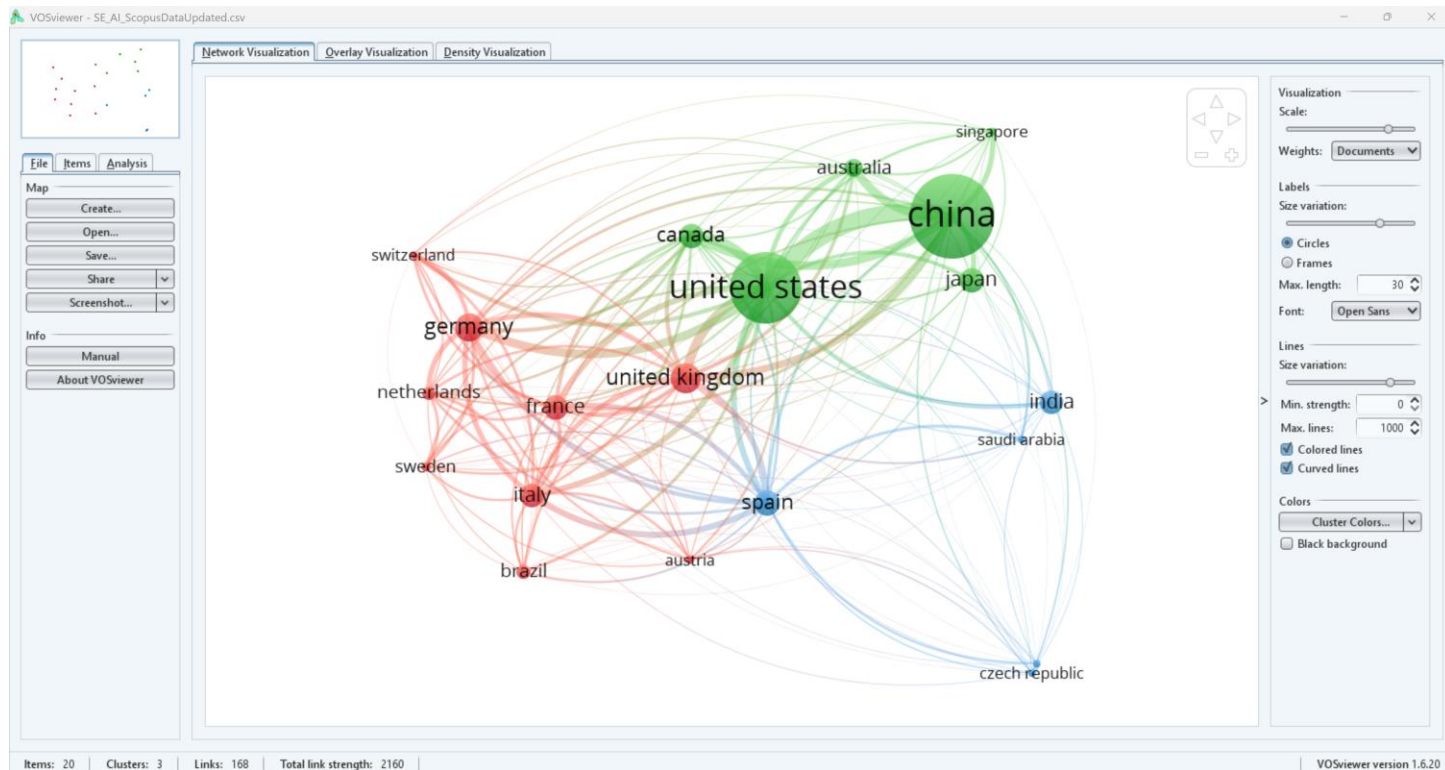 VOSviewer - SE_AI_ScopusDataUpdated.csv
Network Visualization Overlay Visualization Density Visualization
File Items Analysis
Map
Create...
Open...
Save...
Share
Screenshot...
Info
Manual
About VOSviewer
singapore
australia
china
canada
switzerland
united states
japan
germany
united kingdom
netherlands
france
india
saudi arabia
sweden
italy
spain
austria
brazil
czech republic
Visualization
Scale:
Weights: Documents
Labels
Size variation:
Circles
Frames
Max. length: 30
Font: Open Sans
Lines
Size variation:
>
Min. strength: 0
Max. lines: 1000
Colored lines
Curved lines
Colors
Cluster Colors...
Black background
Items: 20 Clusters: 3 Links: 168 Total link strength: 2160 VOSviewer version 1.6.20